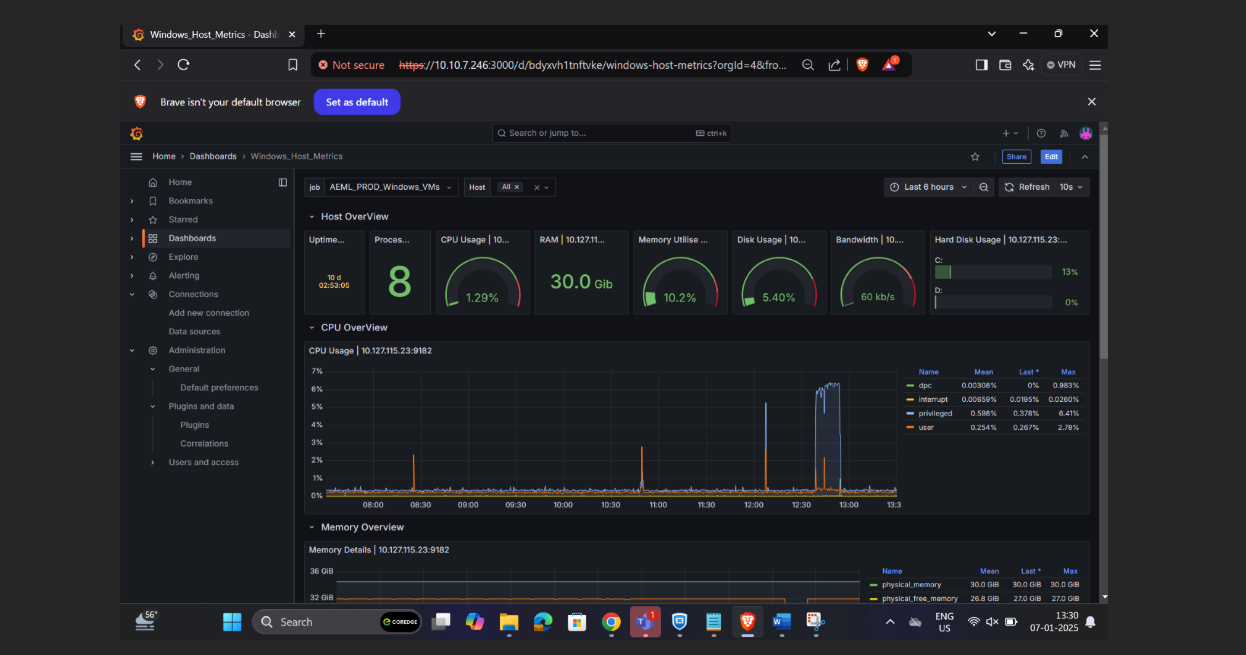 Windows_Host_Metrics - Dashb
Not secure https://10.10.7.246:3000/d/bdyxvh1tnftvke/windows-host-metrics?orgId=4&fro... 1 VPN
Brave isn't your default browser Set as default
Search or jump to... ctrl+k
Home > Dashboards > Windows_Host_Metrics Share Edit
Home
Bookmarks
Starred
Dashboards
Explore
Alerting
Connections
Add new connection
Data sources
Administration
General
Default preferences
Plugins and data
Plugins
Correlations
Users and access
job AEML_PROD_Windows_VMs Host All × Last 6 hours Refresh 10s
Host OverView
Uptime... Proces... CPU Usage | 10... RAM | 10.127.11... Memory Utilise ... Disk Usage | 10... Bandwidth | 10.... Hard Disk Usage | 10.127.115.23:...
10 d
02:53:05
8
1.29%
30.0 Gib
10.2%
5.40%
60 kb/s
C:
13%
D:
0%
CPU OverView
CPU Usage | 10.127.115.23:9182
7%
6%
5%
4%
3%
2%
1%
0%
08:00 08:30 09:00 09:30 10:00 10:30 11:00 11:30 12:00 12:30 13:00 13:3
Name Mean Last * Max
dpc 0.00308% 0% 0.983%
interrupt 0.00659% 0.0195% 0.0260%
privileged 0.598% 0.378% 6.41%
user 0.254% 0.267% 2.78%
Memory Overview
Memory Details | 10.127.115.23:9182
36 GiB
32 GiB
Name Mean Last * Max
physical_memory 30.0 GiB 30.0 GiB 30.0 GiB
physical_free_memory 26.8 GiB 27.0 GiB 27.0 GiB
56°
Search
COREDGE
1
ENG
US
13:30
07-01-2025